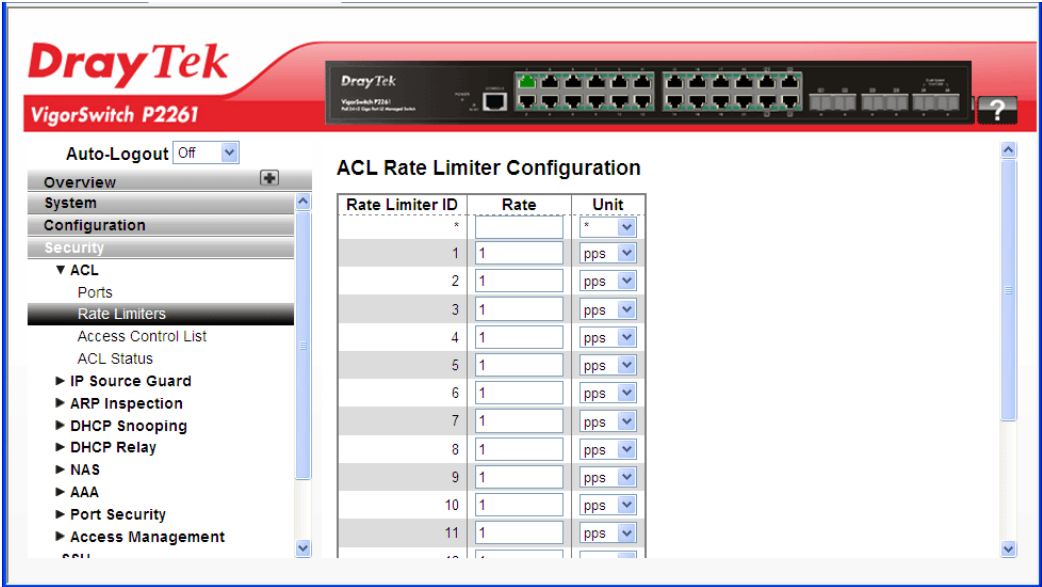 DrayTek
VigorSwitch P2261
DrayTek
VigorSwitch P2261
?
Auto-Logout Off
Overview
System
Configuration
Security
▼ ACL
Ports
Rate Limiters
Access Control List
ACL Status
► IP Source Guard
► ARP Inspection
► DHCP Snooping
► DHCP Relay
► NAS
► AAA
► Port Security
► Access Management
ACL Rate Limiter Configuration
Rate Limiter ID Rate Unit
* *
1 1 pps
2 1 pps
3 1 pps
4 1 pps
5 1 pps
6 1 pps
7 1 pps
8 1 pps
9 1 pps
10 1 pps
11 1 pps